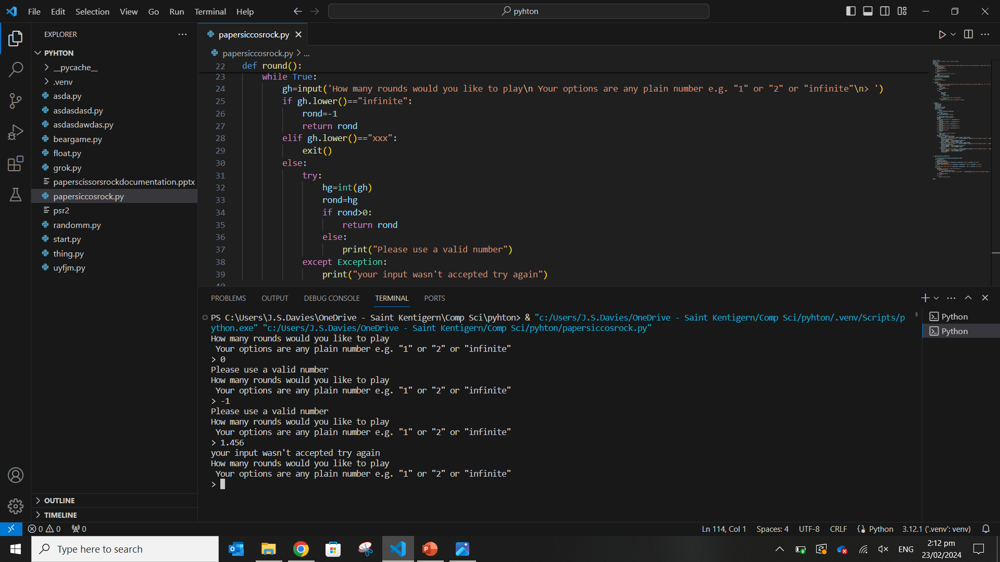 File Edit Selection View Go Run Terminal Help
pyhton
EXPLORER
PYHTON
__pycache__
.venv
asda.py
asdasdasd.py
asdasdawdas.py
beargame.py
float.py
grok.py
paperscissorsrockdocumentation.pptx
papersiccosrock.py
psr2
randomm.py
start.py
thing.py
uyfjm.py
OUTLINE
TIMELINE
papersiccosrock.py
papersiccosrock.py > ...
22 def round():
23 while True:
24 gh=input('How many rounds would you like to play\n Your options are any plain number e.g. "1" or "2" or "infinite"\n> ')
25 if gh.lower()=="infinite":
26 rond=-1
27 return rond
28 elif gh.lower()=="xxx":
29 exit()
30 else:
31 try:
32 hg=int(gh)
33 rond=hg
34 if rond>0:
35 return rond
36 else:
37 print("Please use a valid number")
38 except Exception:
39 print("your input wasn't accepted try again")
40
PROBLEMS OUTPUT DEBUG CONSOLE TERMINAL PORTS
PS C:\Users\J.S.Davies\OneDrive - Saint Kentigern\Comp Sci\pyhton> & "c:/Users/J.S.Davies/OneDrive - Saint Kentigern/Comp Sci/pyhton/.venv/Scripts/p
ython.exe" "c:/Users/J.S.Davies/OneDrive - Saint Kentigern/Comp Sci/pyhton/papersiccosrock.py"
How many rounds would you like to play
Your options are any plain number e.g. "1" or "2" or "infinite"
> 0
Please use a valid number
How many rounds would you like to play
Your options are any plain number e.g. "1" or "2" or "infinite"
> -1
Please use a valid number
How many rounds would you like to play
Your options are any plain number e.g. "1" or "2" or "infinite"
> 1.456
your input wasn't accepted try again
How many rounds would you like to play
Your options are any plain number e.g. "1" or "2" or "infinite"
>
Python
Python
0 0 0
Ln 114, Col 1 Spaces: 4 UTF-8 CRLF Python 3.12.1 ('.venv': venv)
Type here to search
ENG
2:12 pm
23/02/2024